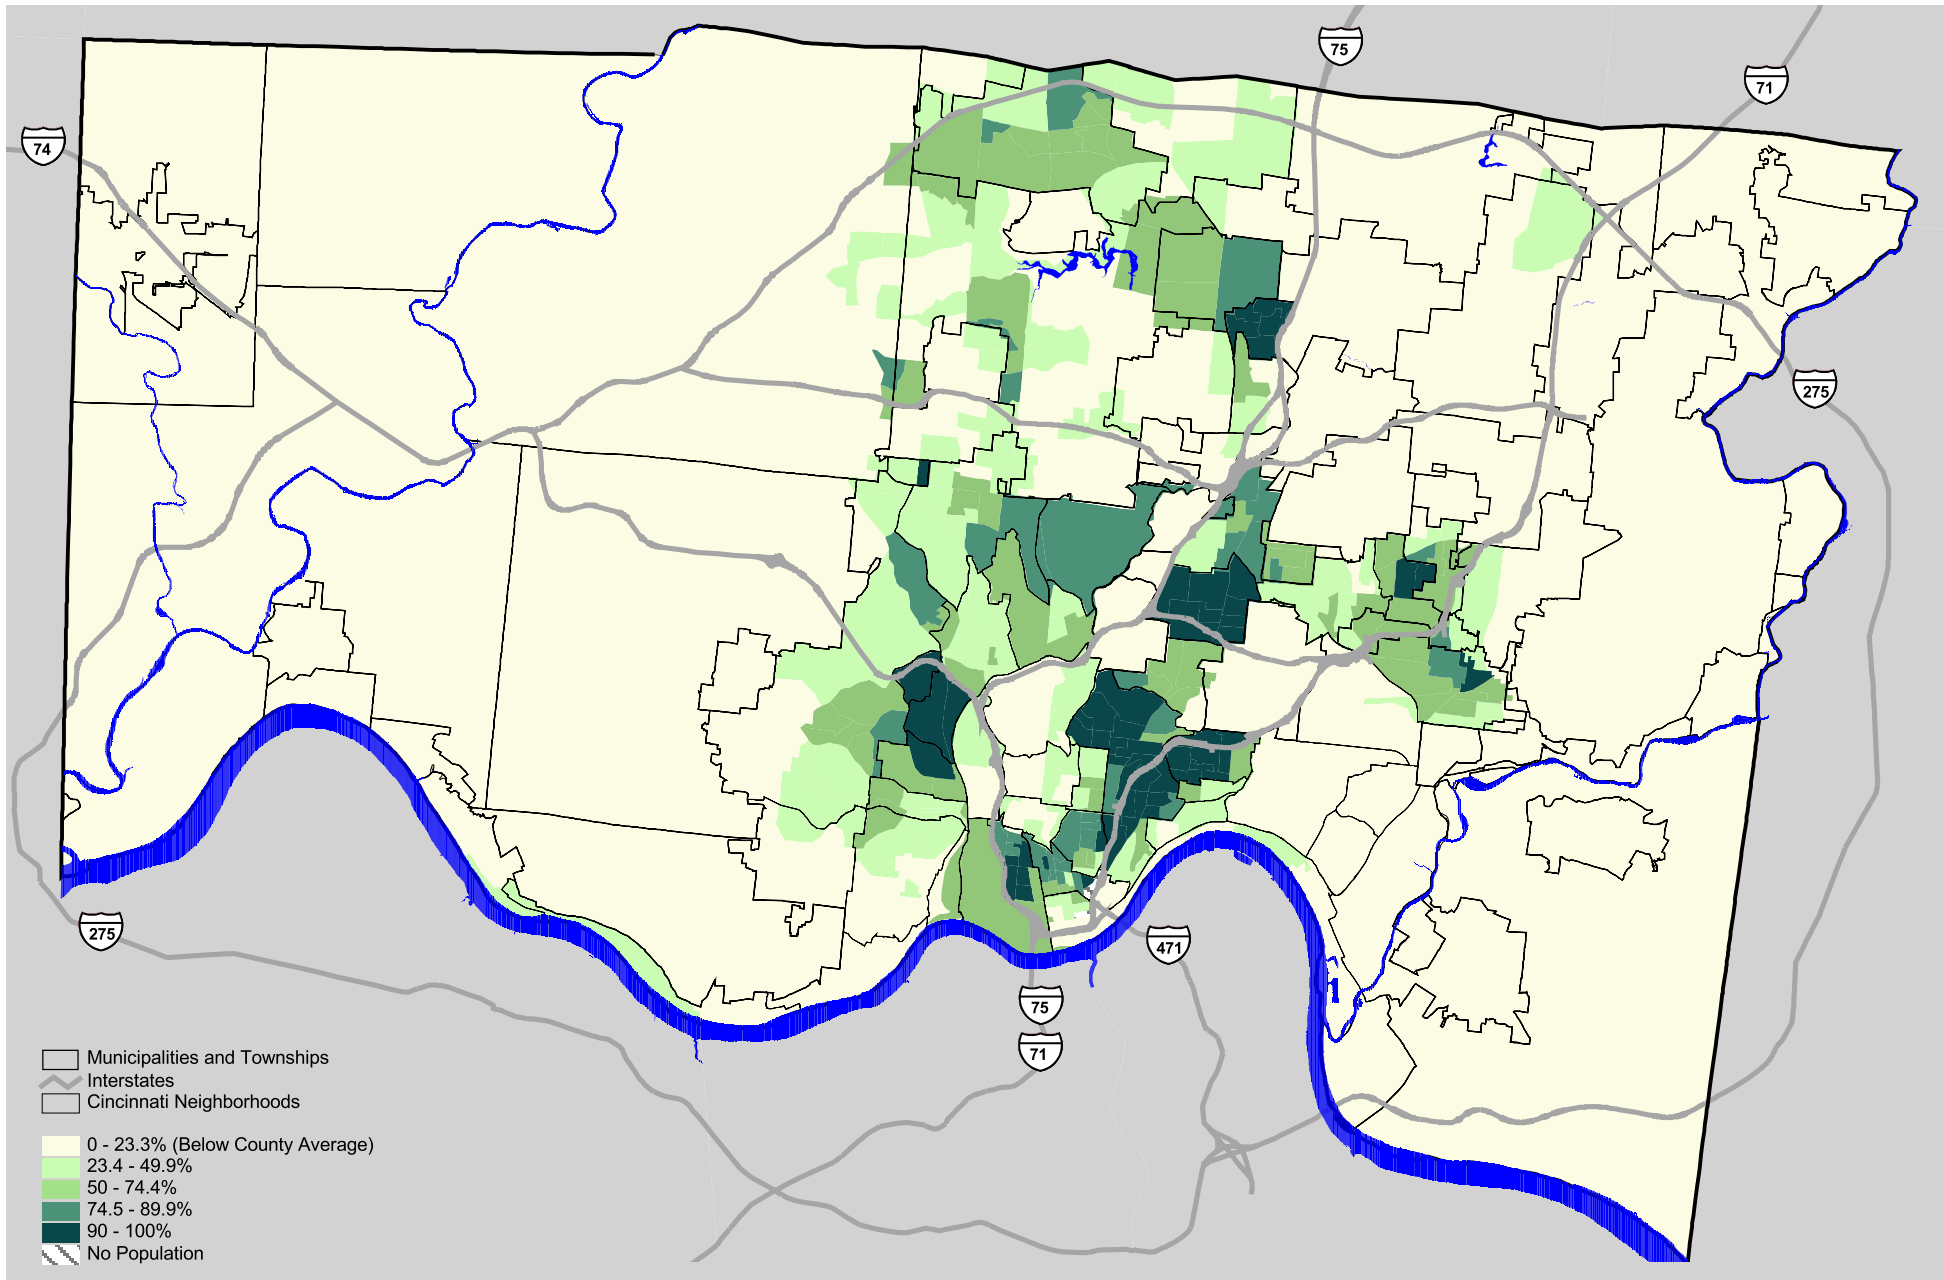 75
71
74
275
275
471
75
71
Municipalities and Townships
Interstates
Cincinnati Neighborhoods
0 - 23.3% (Below County Average)
23.4 - 49.9%
50 - 74.4%
74.5 - 89.9%
90 - 100%
No Population